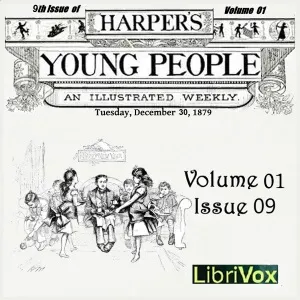 9th Issue of
Volume 01
HARPER'S
YOUNG PEOPLE
AN ILLUSTRATED WEEKLY.
Tuesday, December 30, 1879
Volume 01
Issue 09
LibriVox